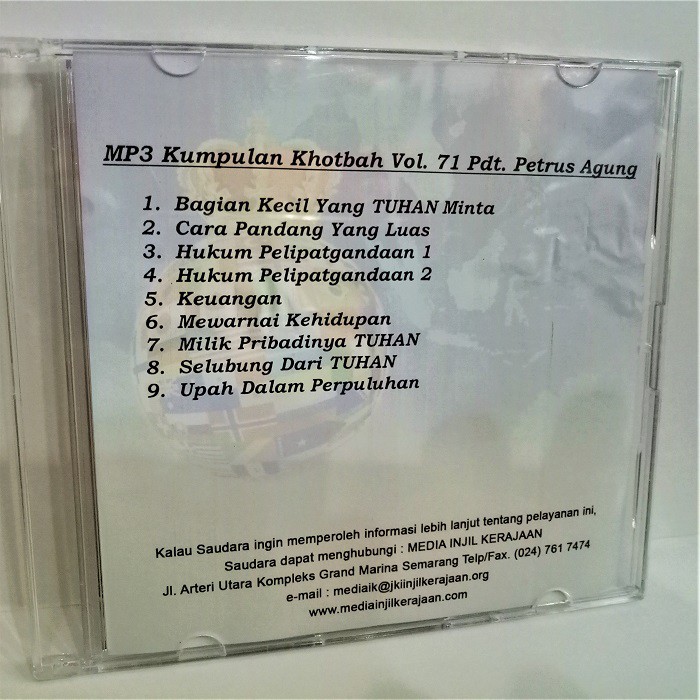 MP3 Kumpulan Khotbah Vol. 71 Pdt. Petrus Agung
1. Bagian Kecil Yang TUHAN Minta
2. Cara Pandang Yang Luas
3. Hukum Pelipatgandaan 1
4. Hukum Pelipatgandaan 2
5. Keuangan
6. Mewarnai Kehidupan
7. Milik Pribadinya TUHAN
8. Selubung Dari TUHAN
9. Upah Dalam Perpuluhan
Kalau Saudara ingin memperoleh informasi lebih lanjut tentang pelayanan ini,
Saudara dapat menghubungi : MEDIA INJIL KERAJAAN
Jl. Arteri Utara Kompleks Grand Marina Semarang Telp/Fax. (024) 761 7474
e-mail : mediaik@jkiinjilkerajaan.org
www.mediainjilkerajaan.com